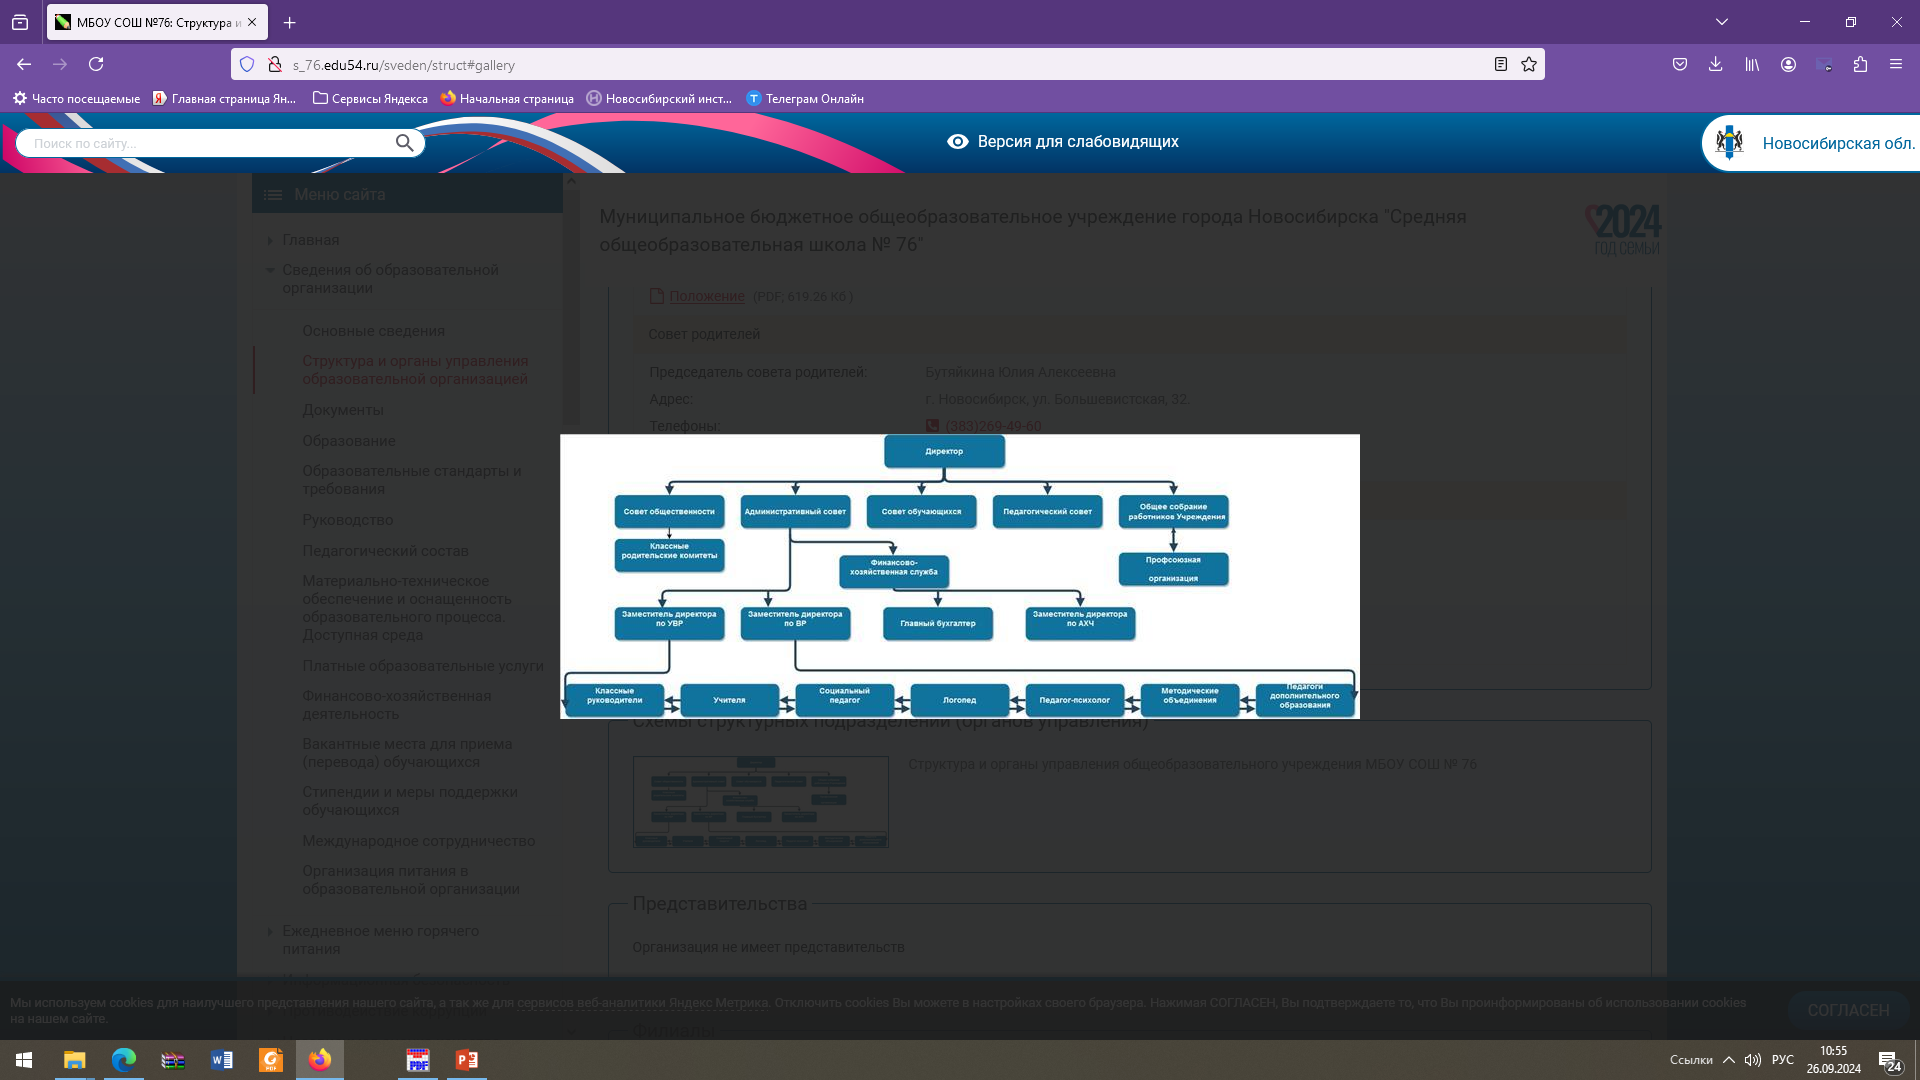 МБОУ СОШ №76: Структура и
s_76.edu54.ru/sveden/struct#gallery
Часто посещаемые
Главная страница Ян...
Сервисы Яндекса
Начальная страница
Новосибирский инст...
Телеграм Онлайн
Поиск по сайту...
Версия для слабовидящих
Новосибирская обл.
Меню сайта
Главная
Сведения об образовательной
организации
Основные сведения
Структура и органы управления
образовательной организацией
Документы
Образование
Образовательные стандарты и
требования
Руководство
Педагогический состав
Материально-техническое
обеспечение и оснащенность
образовательного процесса.
Доступная среда
Платные образовательные услуги
Финансово-хозяйственная
деятельность
Вакантные места для приема
(перевода) обучающихся
Стипендии и меры поддержки
обучающихся
Международное сотрудничество
Организация питания в
образовательной организации
Ежедневное меню горячего
питания
Муниципальное бюджетное общеобразовательное учреждение города Новосибирска "Средняя
общеобразовательная школа № 76"
2024
ГОД СЕМЬИ
Положение (PDF; 619.26 Кб )
Совет родителей
Председатель совета родителей: Бутяйкина Юлия Алексеевна
Адрес: г. Новосибирск, ул. Большевистская, 32.
Телефоны: (383)269-49-60
Директор
Совет общественности
Административный совет
Совет обучающихся
Педагогический совет
Общее собрание
работников Учреждения
Классные
родительские комитеты
Финансово-
хозяйственная служба
Профсоюзная
организация
Заместитель директора
по УВР
Заместитель директора
по ВР
Главный бухгалтер
Заместитель директора
по АХЧ
Классные
руководители
Учителя
Социальный
педагог
Логопед
Педагог-психолог
Методические
объединения
Педагоги
дополнительного
образования
Схемы структурных подразделений (органов управления)
Структура и органы управления общеобразовательного учреждения МБОУ СОШ № 76
Представительства
Организация не имеет представительств
Филиалы
Мы используем cookies для наилучшего представления нашего сайта, а так же для сервисов веб-аналитики Яндекс Метрика. Отключить cookies Вы можете в настройках своего браузера. Нажимая СОГЛАСЕН, Вы подтверждаете то, что Вы проинформированы об использовании cookies
на нашем сайте.
СОГЛАСЕН
Ссылки
РУС
10:55
26.09.2024
24